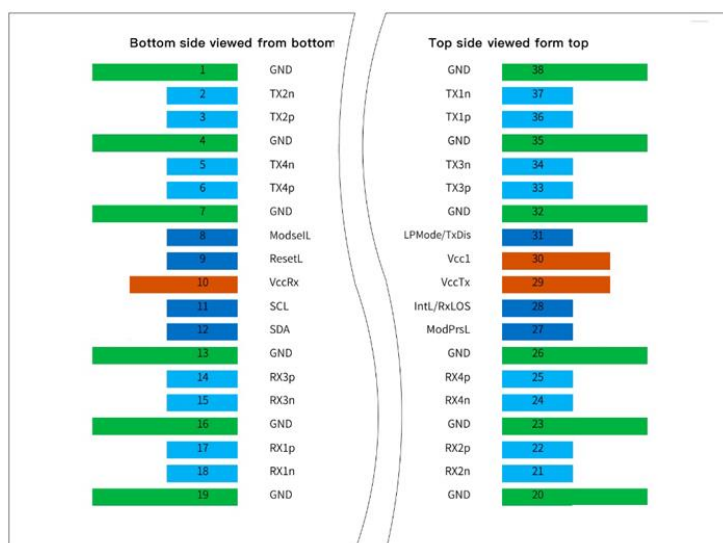 Bottom side viewed from bottom
1 GND
2 TX2n
3 TX2p
4 GND
5 TX4n
6 TX4p
7 GND
8 ModseIL
9 ResetL
10 VccRx
11 SCL
12 SDA
13 GND
14 RX3p
15 RX3n
16 GND
17 RX1p
18 RX1n
19 GND
Top side viewed form top
GND 38
TX1n 37
TX1p 36
GND 35
TX3n 34
TX3p 33
GND 32
LPMode/TxDis 31
Vcc1 30
VccTx 29
IntL/RxLOS 28
ModPrsL 27
GND 26
RX4p 25
RX4n 24
GND 23
RX2p 22
RX2n 21
GND 20